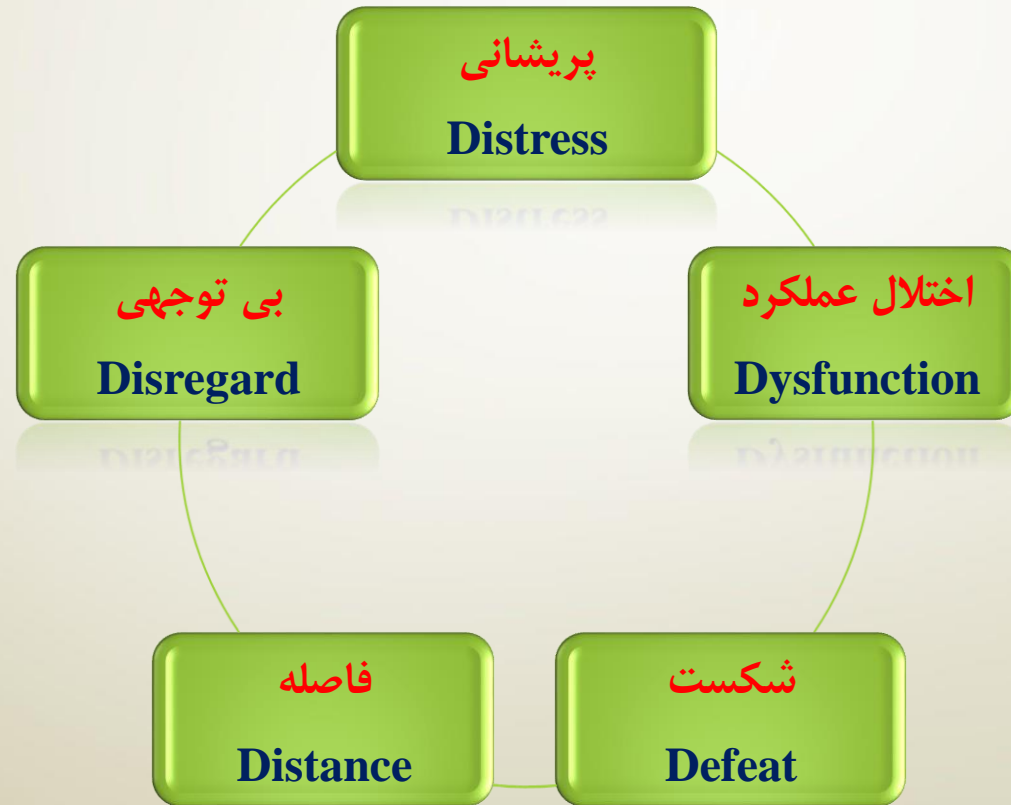 پریشانی
Distress
بی توجهی
Disregard
اختلال عملکرد
Dysfunction
فاصله
Distance
شکست
Defeat